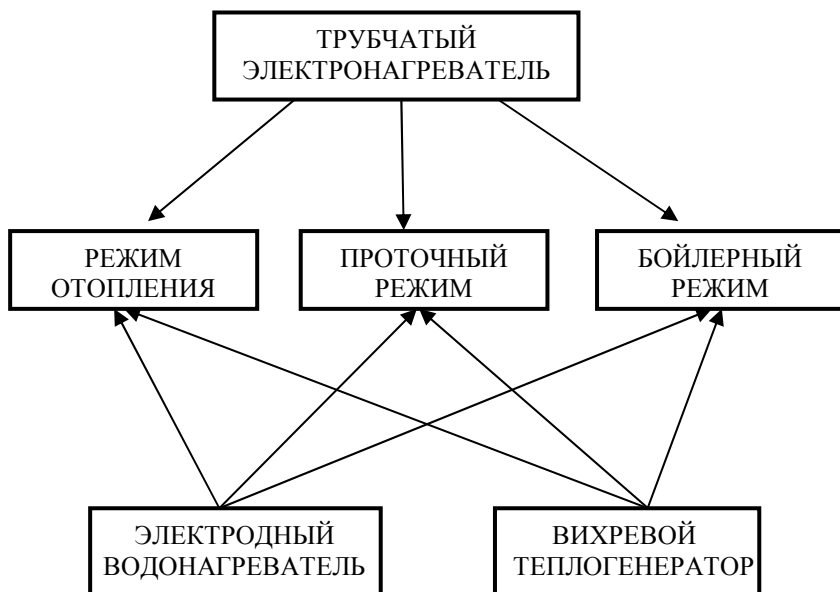 ТРУБЧАТЫЙ
ЭЛЕКТРОНАГРЕВАТЕЛЬ
РЕЖИМ
ОТОПЛЕНИЯ
ПРОТОЧНЫЙ
РЕЖИМ
БОЙЛЕРНЫЙ
РЕЖИМ
ЭЛЕКТРОДНЫЙ
ВОДОНАГРЕВАТЕЛЬ
ВИХРЕВОЙ
ТЕПЛОГЕНЕРАТОР